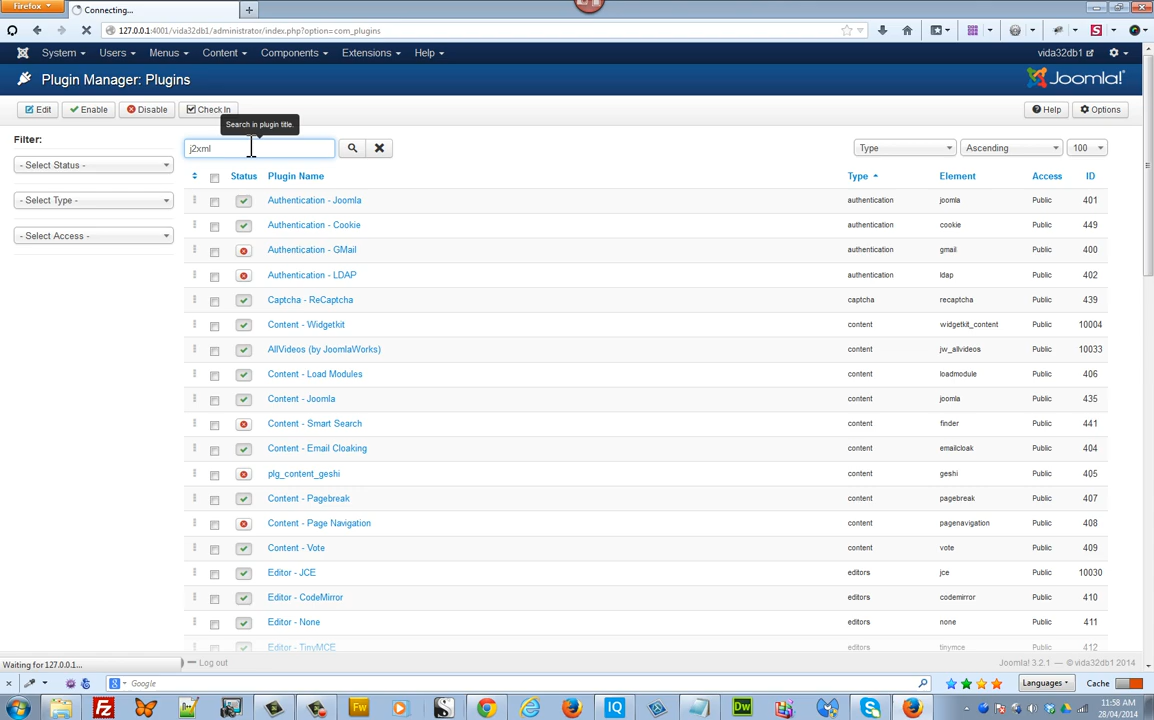 Firefox
Connecting...
127.0.0.1:4001/vida32db1/administrator/index.php?option=com_plugins
System Users Menus Content Components Extensions Help vida32db1
Plugin Manager: Plugins Joomla!
Edit Enable Disable Check In Help Options
Search in plugin title.
Filter:
j2xml Type Ascending 100
- Select Status -
- Select Type -
- Select Access -
Status Plugin Name Type Element Access ID
Authentication - Joomla authentication joomla Public 401
Authentication - Cookie authentication cookie Public 449
Authentication - GMail authentication gmail Public 400
Authentication - LDAP authentication ldap Public 402
Captcha - ReCaptcha captcha recaptcha Public 439
Content - Widgetkit content widgetkit_content Public 10004
AllVideos (by JoomlaWorks) content jw_allvideos Public 10033
Content - Load Modules content loadmodule Public 406
Content - Joomla content joomla Public 435
Content - Smart Search content finder Public 441
Content - Email Cloaking content emailcloak Public 404
plg_content_geshi content geshi Public 405
Content - Pagebreak content pagebreak Public 407
Content - Page Navigation content pagenavigation Public 408
Content - Vote content vote Public 409
Editor - JCE editors jce Public 10030
Editor - CodeMirror editors codemirror Public 410
Editor - None editors none Public 411
Editor - TinyMCE editors tinymce Public 412
Waiting for 127.0.0.1... Log out Joomla! 3.2.1 — © vida32db1 2014
Google Languages Cache
11:58 AM
28/04/2014